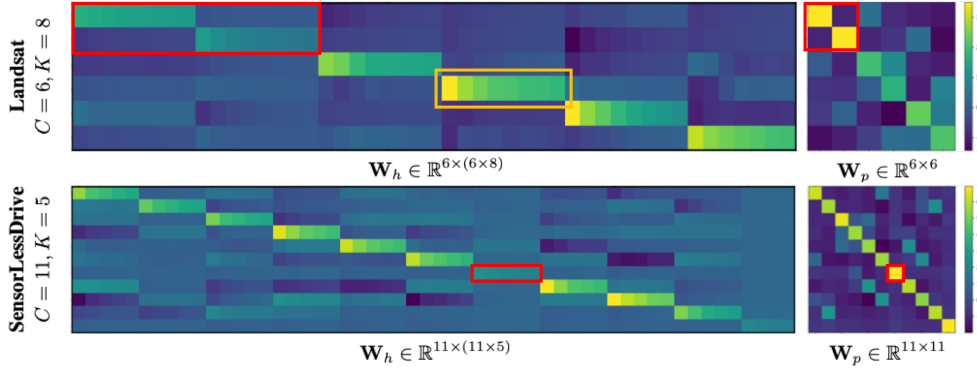 Landsat
C = 6, K = 8
W_h ∈ ℝ^{6×(6×8)}
W_p ∈ ℝ^{6×6}
SensorLessDrive
C = 11, K = 5
W_h ∈ ℝ^{11×(11×5)}
W_p ∈ ℝ^{11×11}